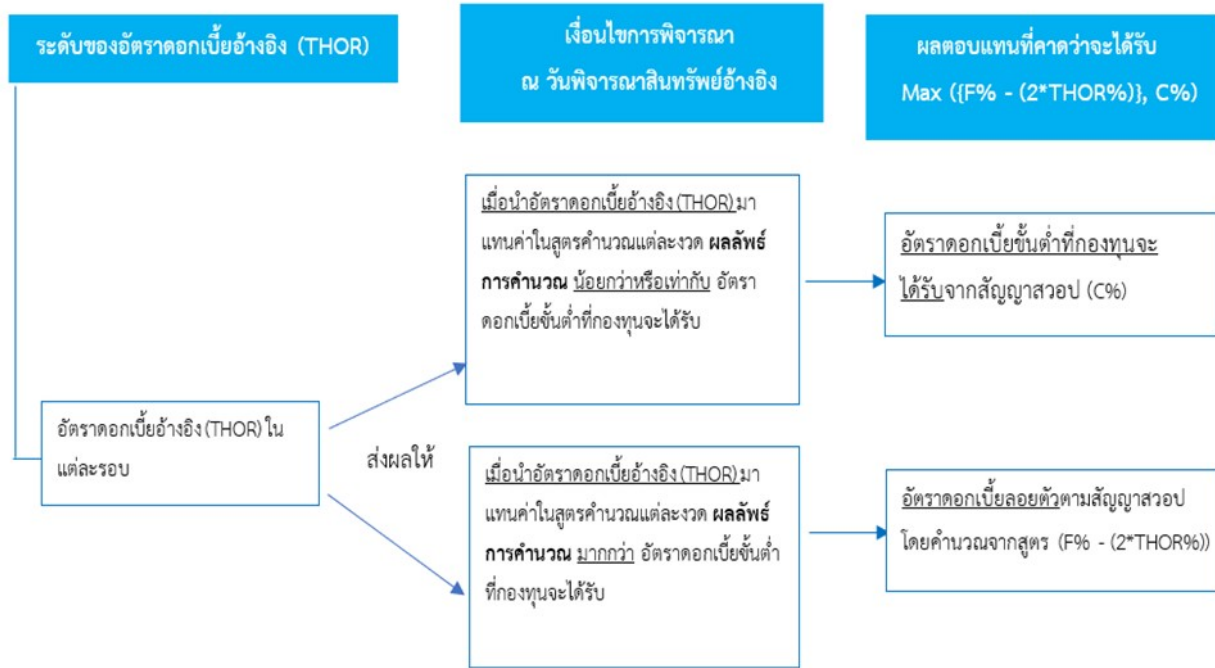 ระดับของอัตราดอกเบี้ยอ้างอิง (THOR)
เงื่อนไขการพิจารณา
ณ วันพิจารณาสินทรัพย์อ้างอิง
ผลตอบแทนที่คาดว่าจะได้รับ
Max ({F% - (2*THOR%)}, C%)
เมื่อนำอัตราดอกเบี้ยอ้างอิง (THOR) มา
แทนค่าในสูตรคำนวณแต่ละงวด ผลลัพธ์
การคำนวณ น้อยกว่าหรือเท่ากับ อัตรา
ดอกเบี้ยขั้นต่ำที่กองทุนจะได้รับ
อัตราดอกเบี้ยขั้นต่ำที่กองทุนจะ
ได้รับจากสัญญาสวอป (C%)
อัตราดอกเบี้ยอ้างอิง (THOR) ใน
แต่ละรอบ
ส่งผลให้
เมื่อนำอัตราดอกเบี้ยอ้างอิง (THOR) มา
แทนค่าในสูตรคำนวณแต่ละงวด ผลลัพธ์
การคำนวณ มากกว่า อัตราดอกเบี้ยขั้นต่ำ
ที่กองทุนจะได้รับ
อัตราดอกเบี้ยลอยตัวตามสัญญาสวอป
โดยคำนวณจากสูตร (F% - (2*THOR%))